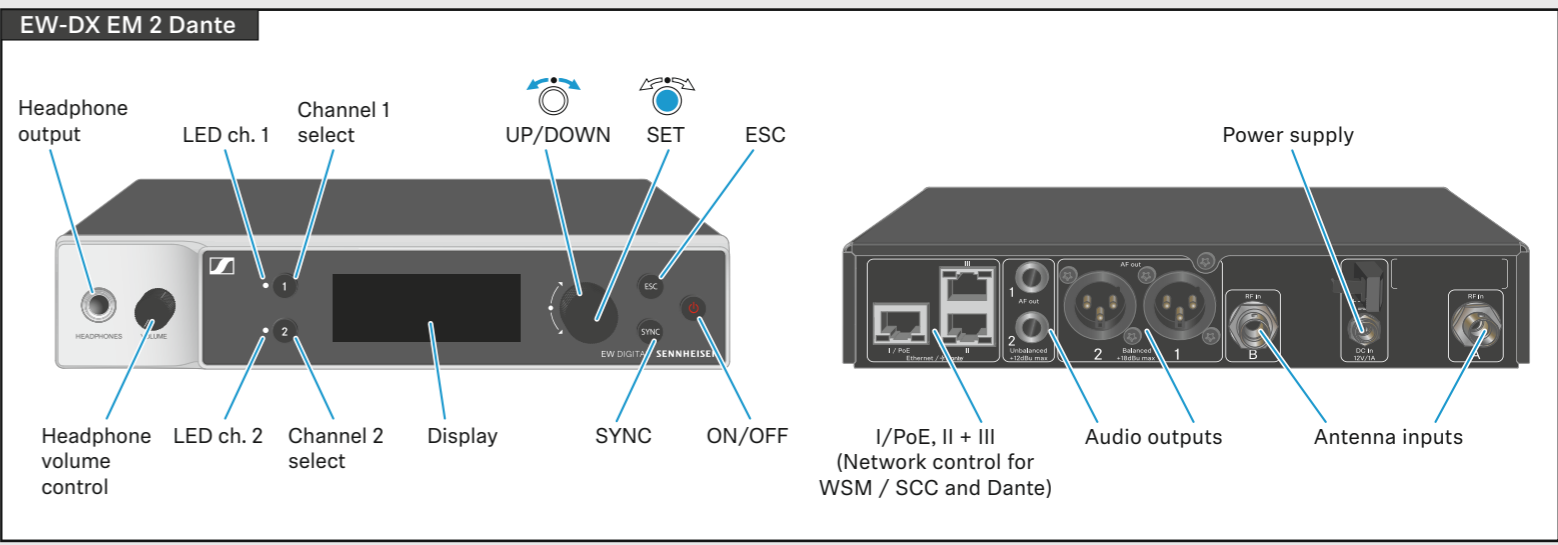 EW-DX EM 2 Dante
Headphone
output
LED ch. 1
Channel 1
select
UP/DOWN
SET
ESC
Power supply
1
2
HEADPHONES
VOLUME
ESC
SYNC
EW DIGITAL
SENNHEISER
III
I / PoE
II
Ethernet /
1
AF out
2
Unbalanced
+12dBu max
AF out
2
Balanced
+18dBu max
1
RF in
B
DC in
12V/1A
RF in
A
Headphone
volume
control
LED ch. 2
Channel 2
select
Display
SYNC
ON/OFF
I/PoE, II + III
(Network control for
WSM / SCC and Dante)
Audio outputs
Antenna inputs